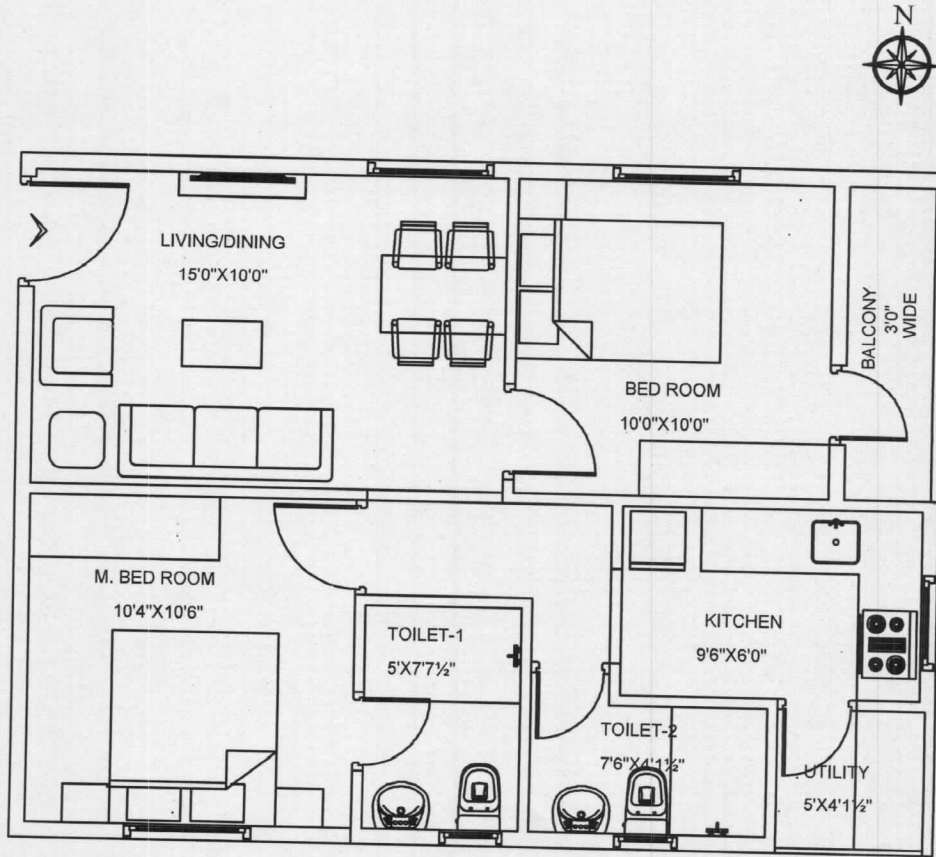 N
LIVING/DINING
15'0"X10'0"
BALCONY
3'0"
WIDE
BED ROOM
10'0"X10'0"
M. BED ROOM
10'4"X10'6"
TOILET-1
5'X7'7½"
KITCHEN
9'6"X6'0"
TOILET-2
7'6"X4'1½"
UTILITY
5'X4'1½"